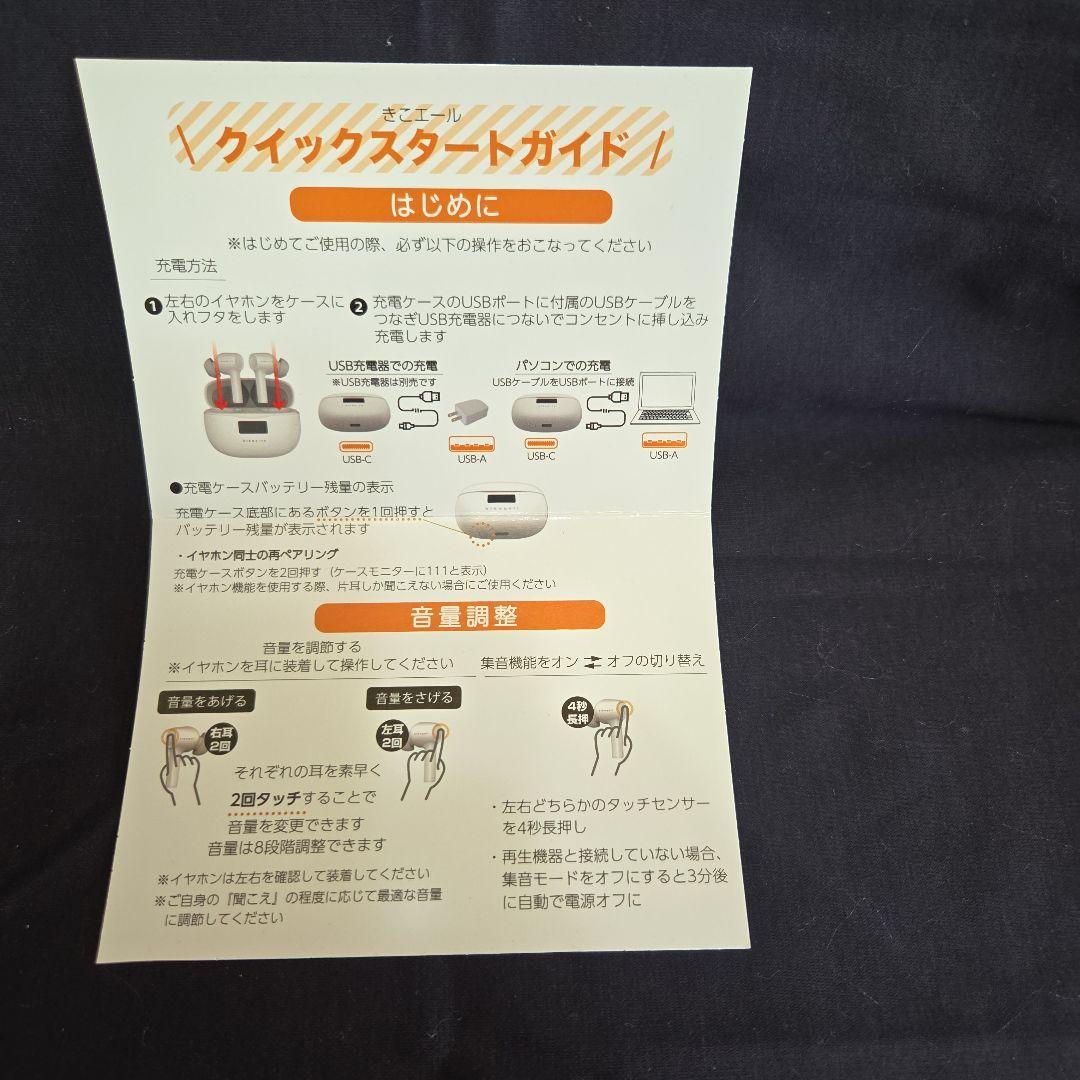 きこエール
クイックスタートガイド
はじめに
※はじめてご使用の際、必ず以下の操作をおこなってください
充電方法
❶ 左右のイヤホンをケースに
入れフタをします
❷ 充電ケースのUSBポートに付属のUSBケーブルを
つなぎUSB充電器につないでコンセントに挿し込み
充電します
USB充電器での充電
※USB充電器は別売です
USB-C
USB-A
パソコンでの充電
USBケーブルをUSBポートに接続
USB-C
USB-A
●充電ケースバッテリー残量の表示
充電ケース底部にあるボタンを1回押すと
バッテリー残量が表示されます
・イヤホン同士の再ペアリング
充電ケースボタンを2回押す（ケースモニターに111と表示）
※イヤホン機能を使用する際、片耳しか聞こえない場合にご使用ください
音量調整
音量を調節する
※イヤホンを耳に装着して操作してください
音量をあげる
右耳
2回
音量をさげる
左耳
2回
それぞれの耳を素早く
2回タッチすることで
音量を変更できます
音量は8段階調整できます
※イヤホンは左右を確認して装着してください
※ご自身の『聞こえ』の程度に応じて最適な音量
に調節してください
集音機能をオン ⇄ オフの切り替え
4秒
長押
・左右どちらかのタッチセンサー
を4秒長押し
・再生機器と接続していない場合、
集音モードをオフにすると3分後
に自動で電源オフに